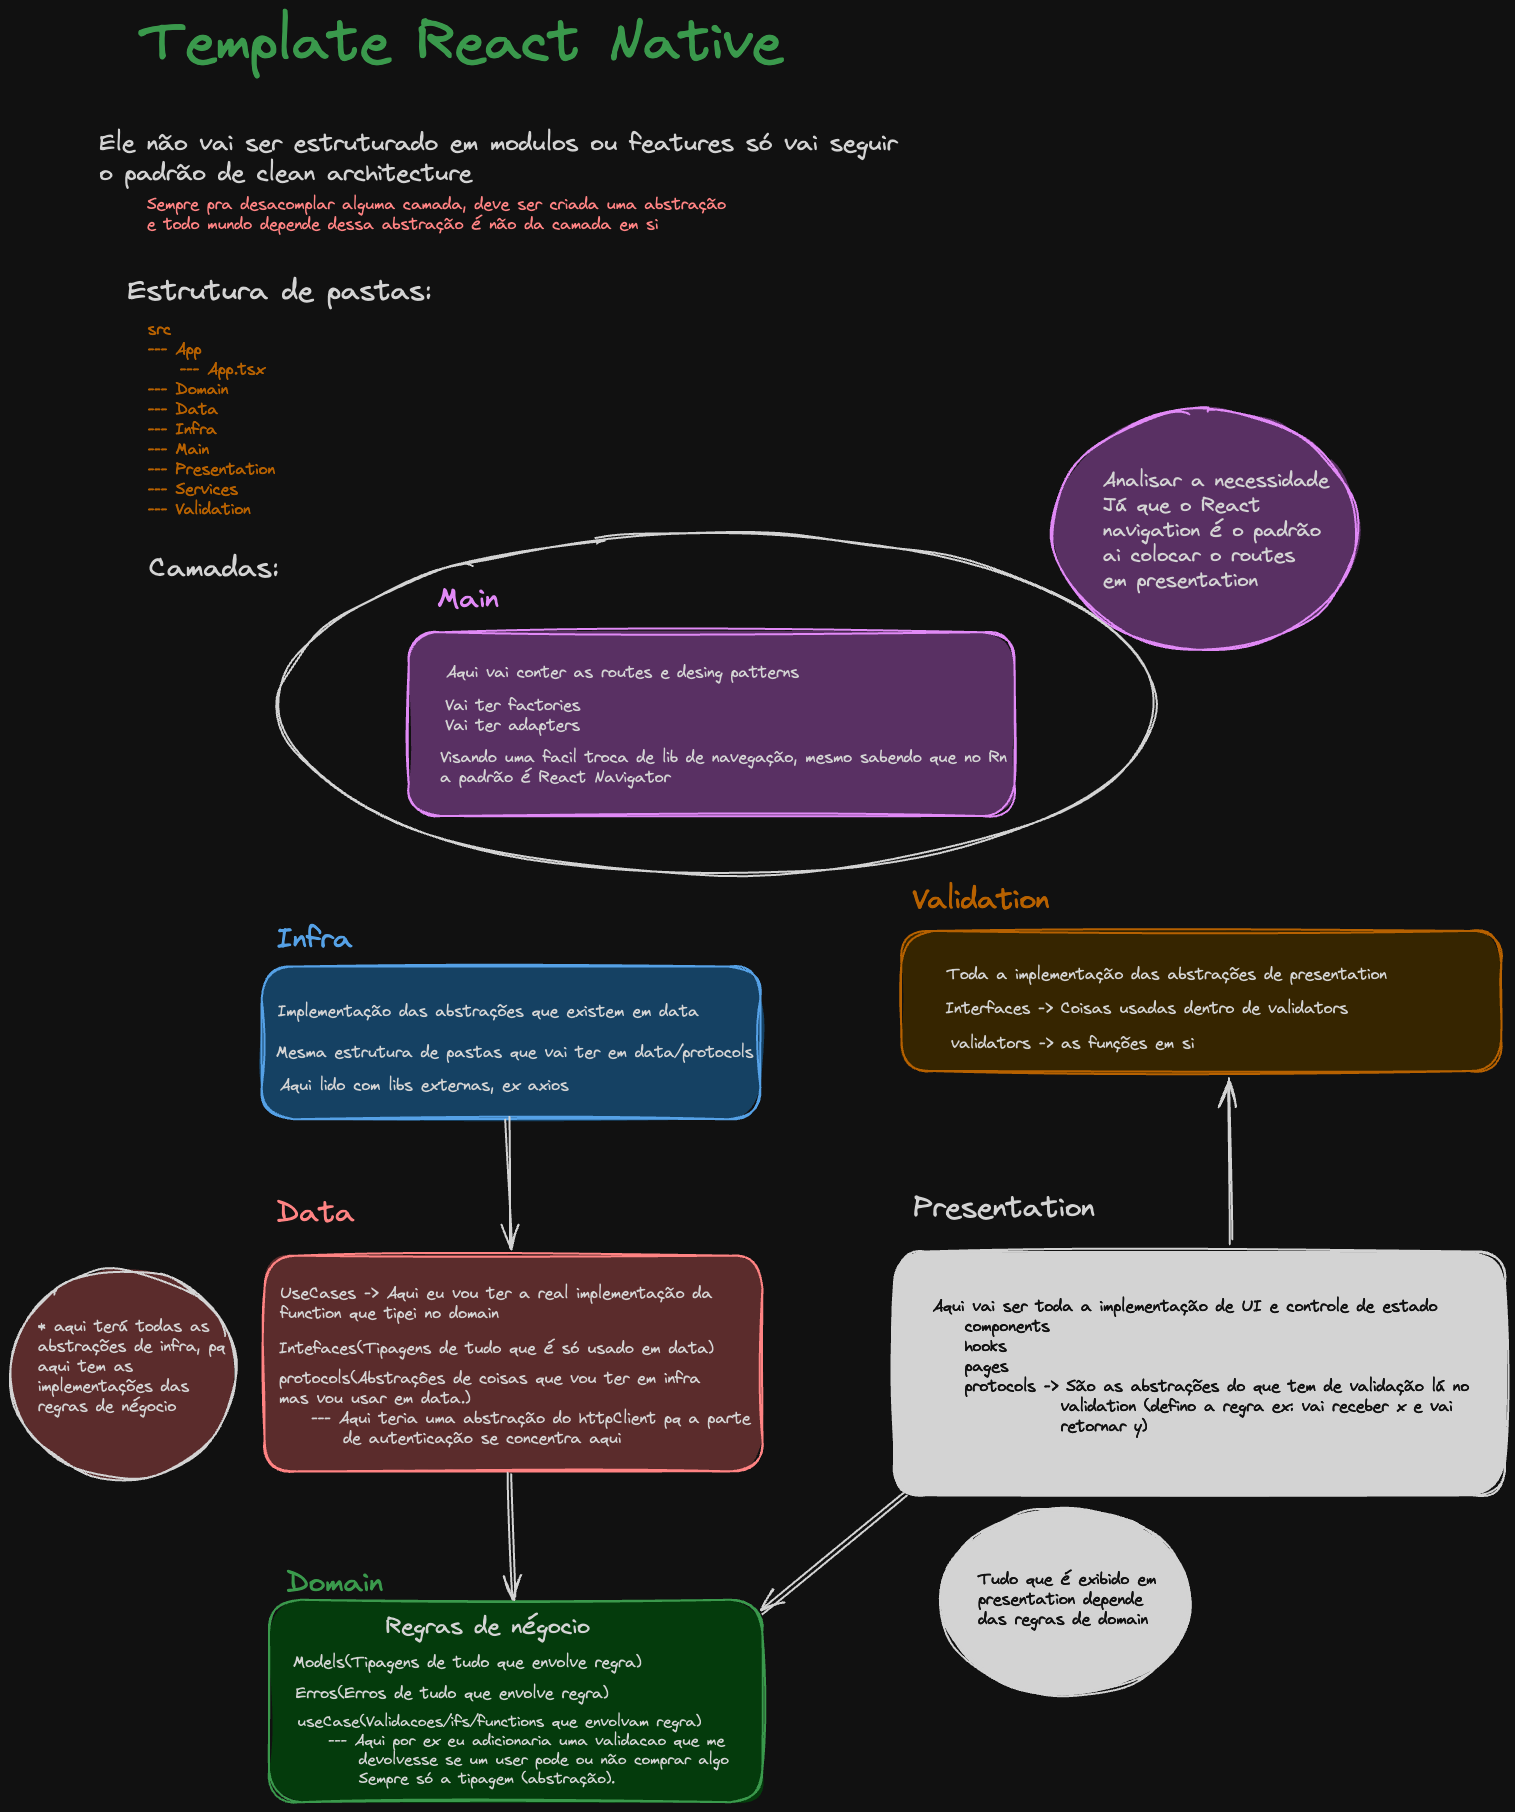 Template React Native
Ele não vai ser estruturado em modulos ou features só vai seguir
o padrão de clean architecture
Sempre pra desacomplar alguma camada, deve ser criada uma abstração
e todo mundo depende dessa abstração é não da camada em si
Estrutura de pastas:
src
--- App
--- App.tsx
--- Domain
--- Data
--- Infra
--- Main
--- Presentation
--- Services
--- Validation
Analisar a necessidade
Já que o React
navigation é o padrão
ai colocar o routes
em presentation
Camadas:
Main
Aqui vai conter as routes e desing patterns
Vai ter factories
Vai ter adapters
Visando uma facil troca de lib de navegação, mesmo sabendo que no Rn
a padrão é React Navigator
Validation
Toda a implementação das abstrações de presentation
Interfaces -> Coisas usadas dentro de validators
validators -> as funções em si
Infra
Implementação das abstrações que existem em data
Mesma estrutura de pastas que vai ter em data/protocols
Aqui lido com libs externas, ex axios
Data
UseCases -> Aqui eu vou ter a real implementação da
function que tipei no domain
Intefaces(Tipagens de tudo que é só usado em data)
protocols(Abstrações de coisas que vou ter em infra
mas vou usar em data.)
--- Aqui teria uma abstração do httpClient pq a parte
de autenticação se concentra aqui
* aqui terá todas as
abstrações de infra, pq
aqui tem as
implementações das
regras de négocio
Presentation
Aqui vai ser toda a implementação de UI e controle de estado
components
hooks
pages
protocols -> São as abstrações do que tem de validação lá no
validation (defino a regra ex: vai receber x e vai
retornar y)
Tudo que é exibido em
presentation depende
das regras de domain
Domain
Regras de négocio
Models(Tipagens de tudo que envolve regra)
Erros(Erros de tudo que envolve regra)
useCase(Validacoes/ifs/functions que envolvam regra)
--- Aqui por ex eu adicionaria uma validacao que me
devolvesse se um user pode ou não comprar algo
Sempre só a tipagem (abstração).